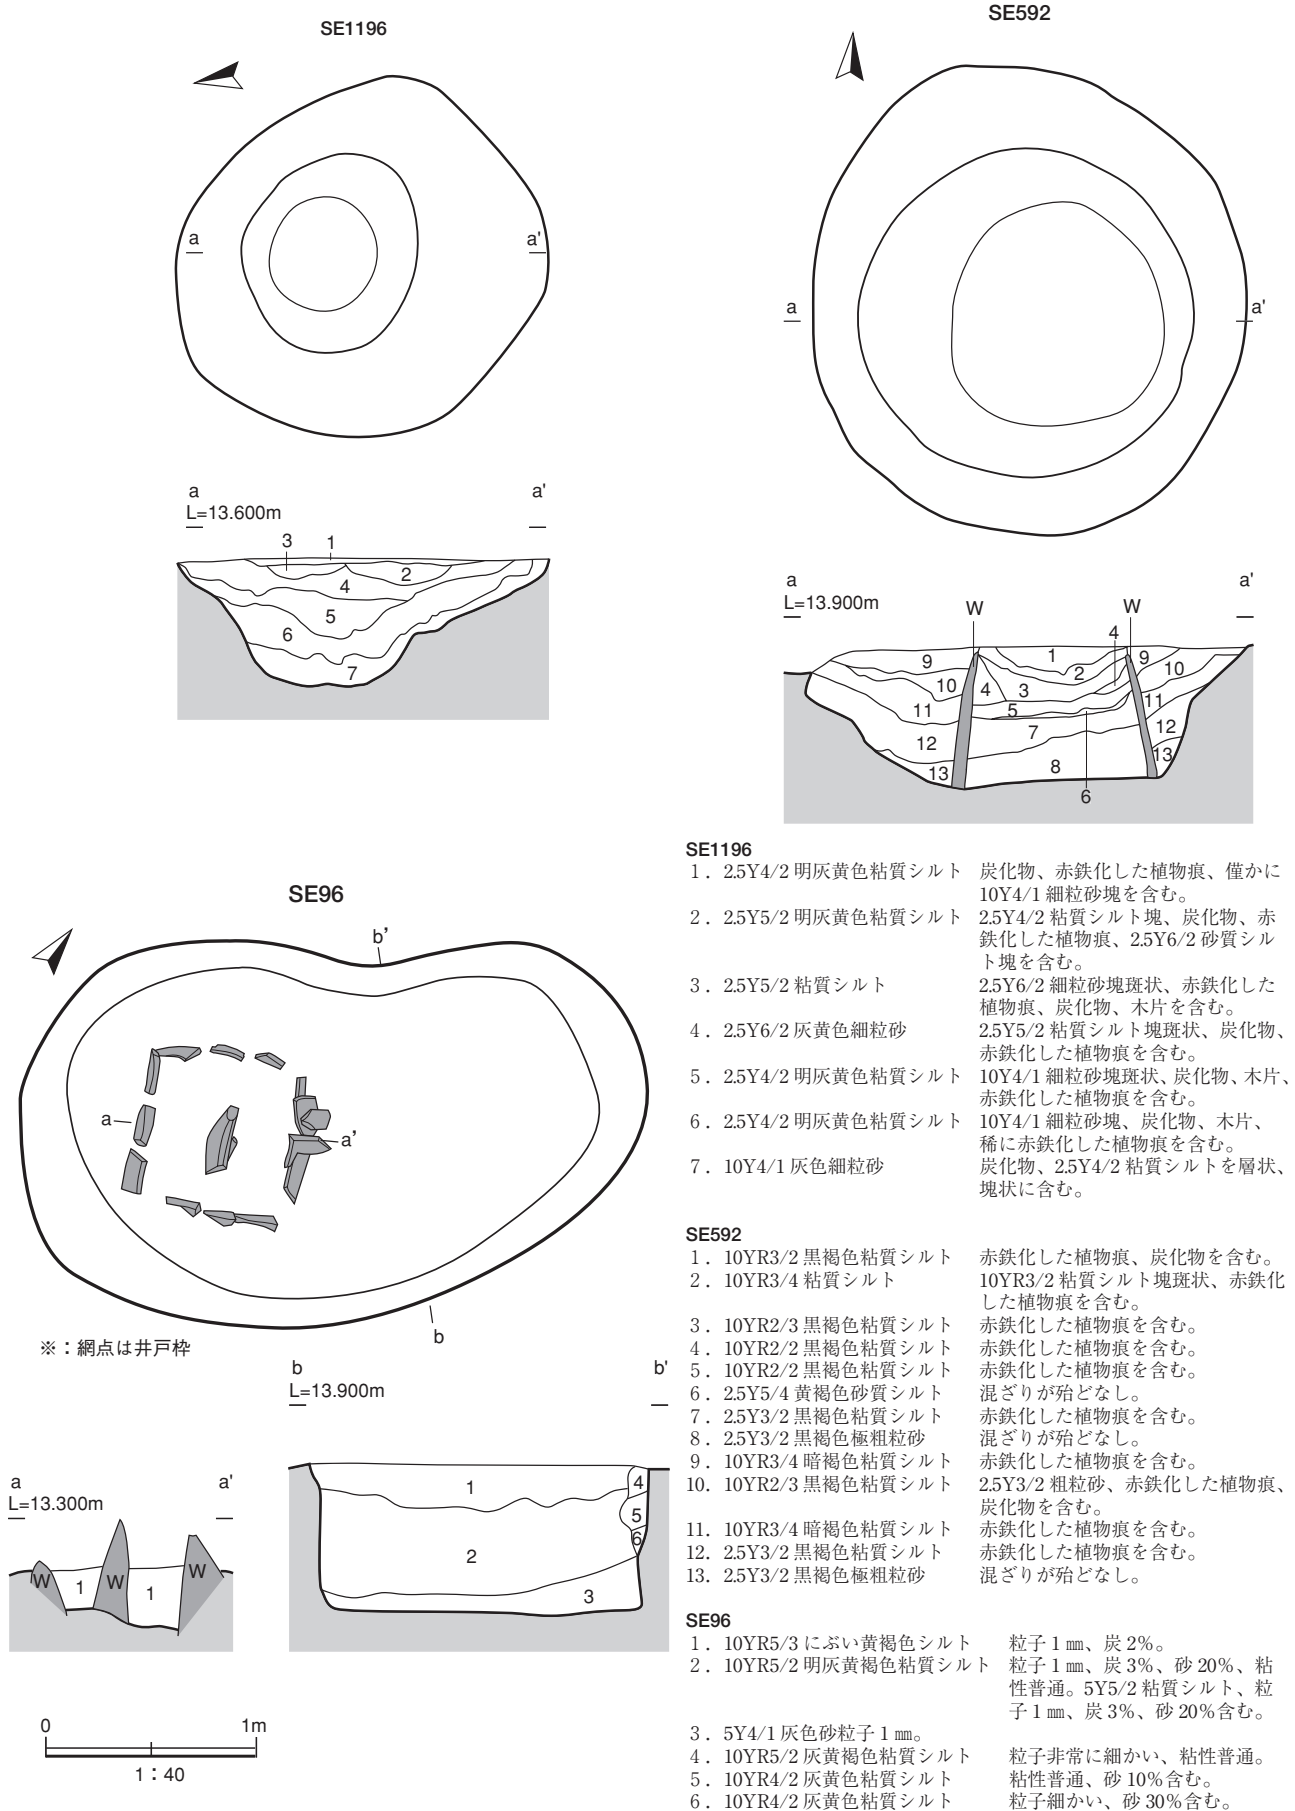 SE1196
a
a'
a
a'
L=13.600m
3
1
2
4
5
6
7
SE592
a
a'
a
a'
L=13.900m
W
W
4
1
9
9
2
10
10
4
3
11
5
11
7
12
12
13
13
8
6
SE96
b’
a
a’
b
※：網点は井戸枠
a
a'
L=13.300m
W
1
W
1
W
b
b'
L=13.900m
1
4
5
6
2
3
0
1m
1：40
SE1196
1．2.5Y4/2 明灰黄色粘質シルト　炭化物、赤鉄化した植物痕、僅かに
10Y4/1 細粒砂塊を含む。
2．2.5Y5/2 明灰黄色粘質シルト　2.5Y4/2 粘質シルト塊、炭化物、赤
鉄化した植物痕、2.5Y6/2 砂質シル
ト塊を含む。
3．2.5Y5/2 粘質シルト　2.5Y6/2 細粒砂塊斑状、赤鉄化した
植物痕、炭化物、木片を含む。
4．2.5Y6/2 灰黄色細粒砂　2.5Y5/2 粘質シルト塊斑状、炭化物、
赤鉄化した植物痕を含む。
5．2.5Y4/2 明灰黄色粘質シルト　10Y4/1 細粒砂塊斑状、炭化物、木片、
赤鉄化した植物痕を含む。
6．2.5Y4/2 明灰黄色粘質シルト　10Y4/1 細粒砂塊、炭化物、木片、
稀に赤鉄化した植物痕を含む。
7．10Y4/1 灰色細粒砂　炭化物、2.5Y4/2 粘質シルトを層状、
塊状に含む。
SE592
1．10YR3/2 黒褐色粘質シルト　赤鉄化した植物痕、炭化物を含む。
2．10YR3/4 粘質シルト　10YR3/2 粘質シルト塊斑状、赤鉄化
した植物痕を含む。
3．10YR2/3 黒褐色粘質シルト　赤鉄化した植物痕を含む。
4．10YR2/2 黒褐色粘質シルト　赤鉄化した植物痕を含む。
5．10YR2/2 黒褐色粘質シルト　赤鉄化した植物痕を含む。
6．2.5Y5/4 黄褐色砂質シルト　混ざりが殆どなし。
7．2.5Y3/2 黒褐色粘質シルト　赤鉄化した植物痕を含む。
8．2.5Y3/2 黒褐色極粗粒砂　混ざりが殆どなし。
9．10YR3/4 暗褐色粘質シルト　赤鉄化した植物痕を含む。
10．10YR2/3 黒褐色粘質シルト　2.5Y3/2 粗粒砂、赤鉄化した植物痕、
炭化物を含む。
11．10YR3/4 暗褐色粘質シルト　赤鉄化した植物痕を含む。
12．2.5Y3/2 黒褐色粘質シルト　赤鉄化した植物痕を含む。
13．2.5Y3/2 黒褐色極粗粒砂　混ざりが殆どなし。
SE96
1．10YR5/3 にぶい黄褐色シルト　粒子 1 ㎜、炭 2%。
2．10YR5/2 明灰黄褐色粘質シルト　粒子 1 ㎜、炭 3%、砂 20%、粘
性普通。5Y5/2 粘質シルト、粒
子 1 ㎜、炭 3%、砂 20%含む。
3．5Y4/1 灰色砂粒子 1 ㎜。
4．10YR5/2 灰黄褐色粘質シルト　粒子非常に細かい、粘性普通。
5．10YR4/2 灰黄色粘質シルト　粘性普通、砂 10%含む。
6．10YR4/2 灰黄色粘質シルト　粒子細かい、砂 30%含む。